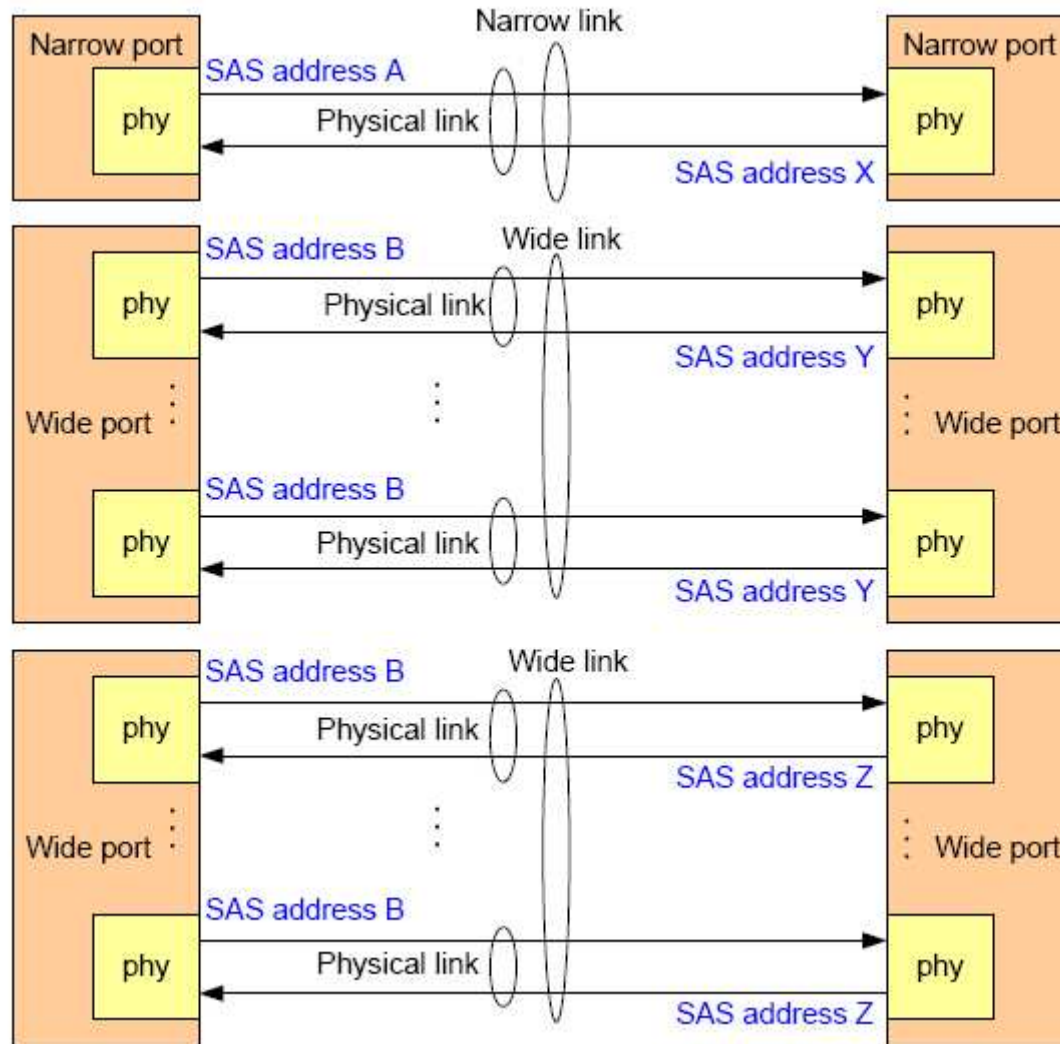 Narrow link
Narrow port
Narrow port
SAS address A
phy
Physical link
phy
SAS address X
SAS address B
Wide link
phy
Physical link
phy
SAS address Y
Wide port
Wide port
SAS address B
phy
Physical link
phy
SAS address Y
SAS address B
Wide link
phy
Physical link
phy
SAS address Z
Wide port
Wide port
SAS address B
phy
Physical link
phy
SAS address Z